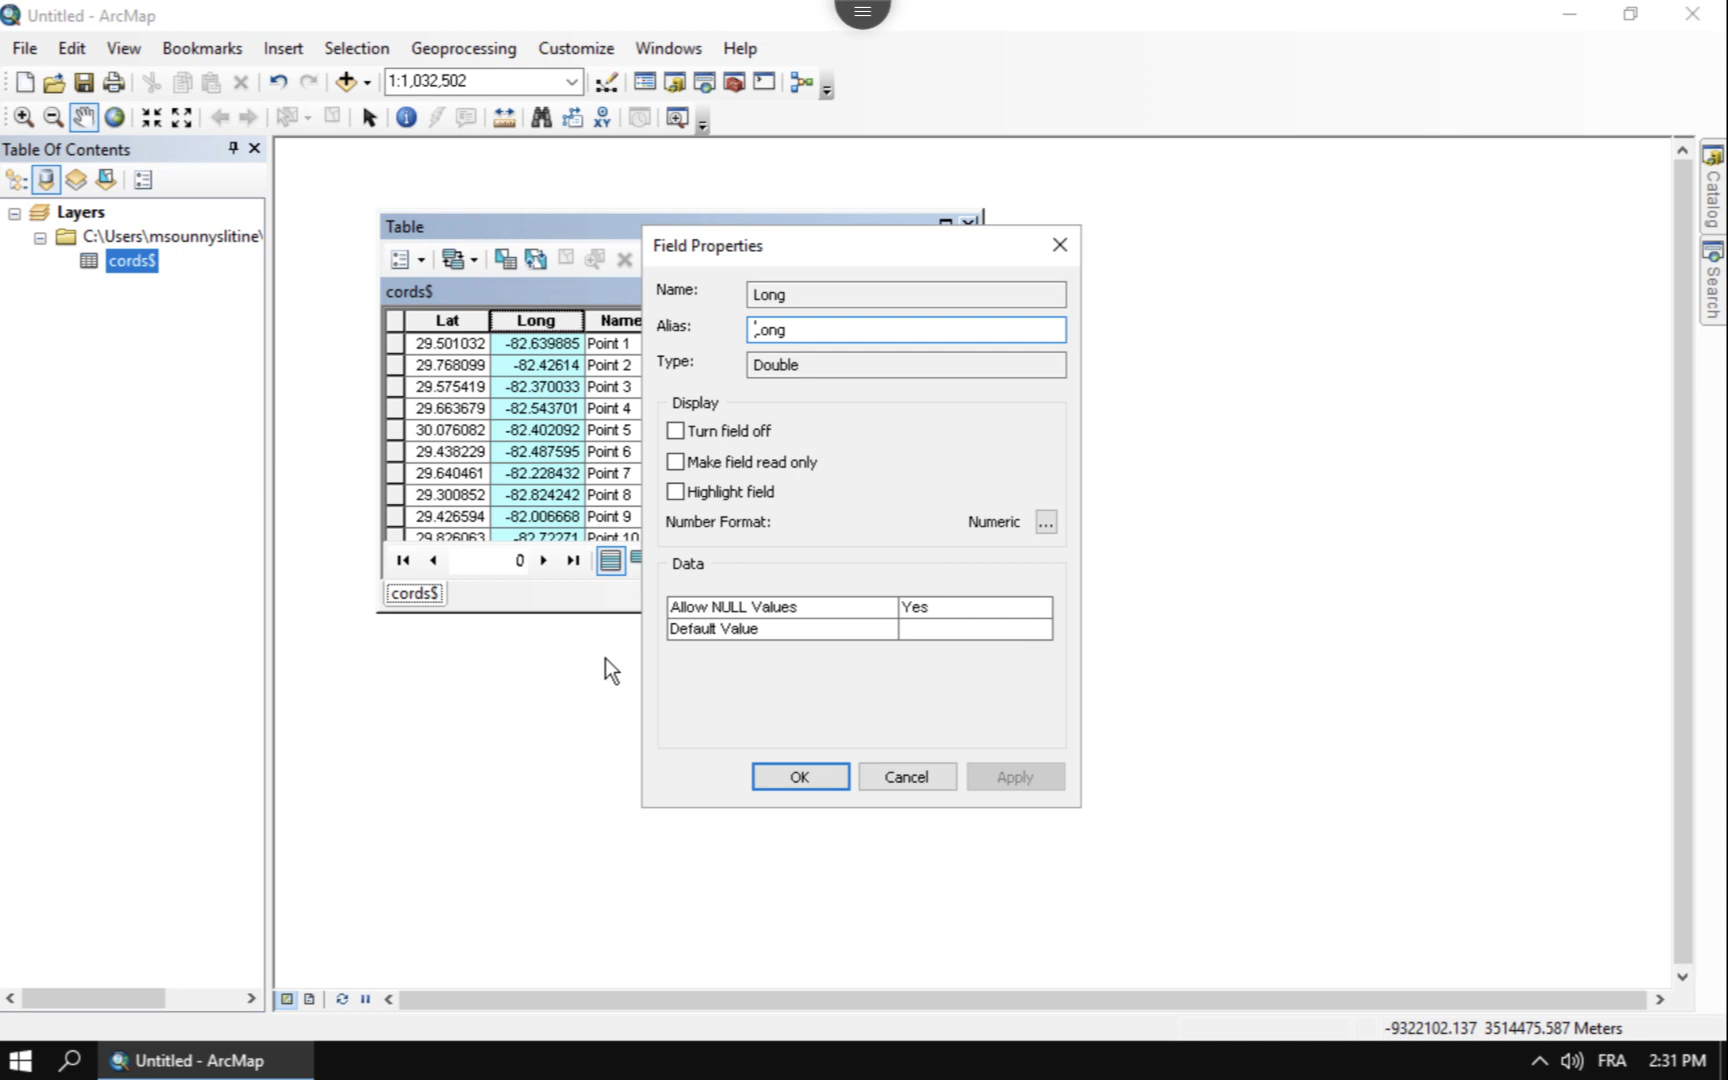 Untitled - ArcMap
File Edit View Bookmarks Insert Selection Geoprocessing Customize Windows Help
1:1,032,502
Table Of Contents
Layers
C:\Users\msounnyslitine\
cords$
Catalog
Search
Table
cords$
Lat Long Name
29.501032 -82.639885 Point 1
29.768099 -82.42614 Point 2
29.575419 -82.370033 Point 3
29.663679 -82.543701 Point 4
30.076082 -82.402092 Point 5
29.438229 -82.487595 Point 6
29.640461 -82.228432 Point 7
29.300852 -82.824242 Point 8
29.426594 -82.006668 Point 9
29.826063 -82.72271 Point 10
0
cords$
Field Properties
Name: Long
Alias: Long
Type: Double
Display
Turn field off
Make field read only
Highlight field
Number Format: Numeric ...
Data
Allow NULL Values Yes
Default Value
OK Cancel Apply
-9322102.137 3514475.587 Meters
Untitled - ArcMap
FRA 2:31 PM